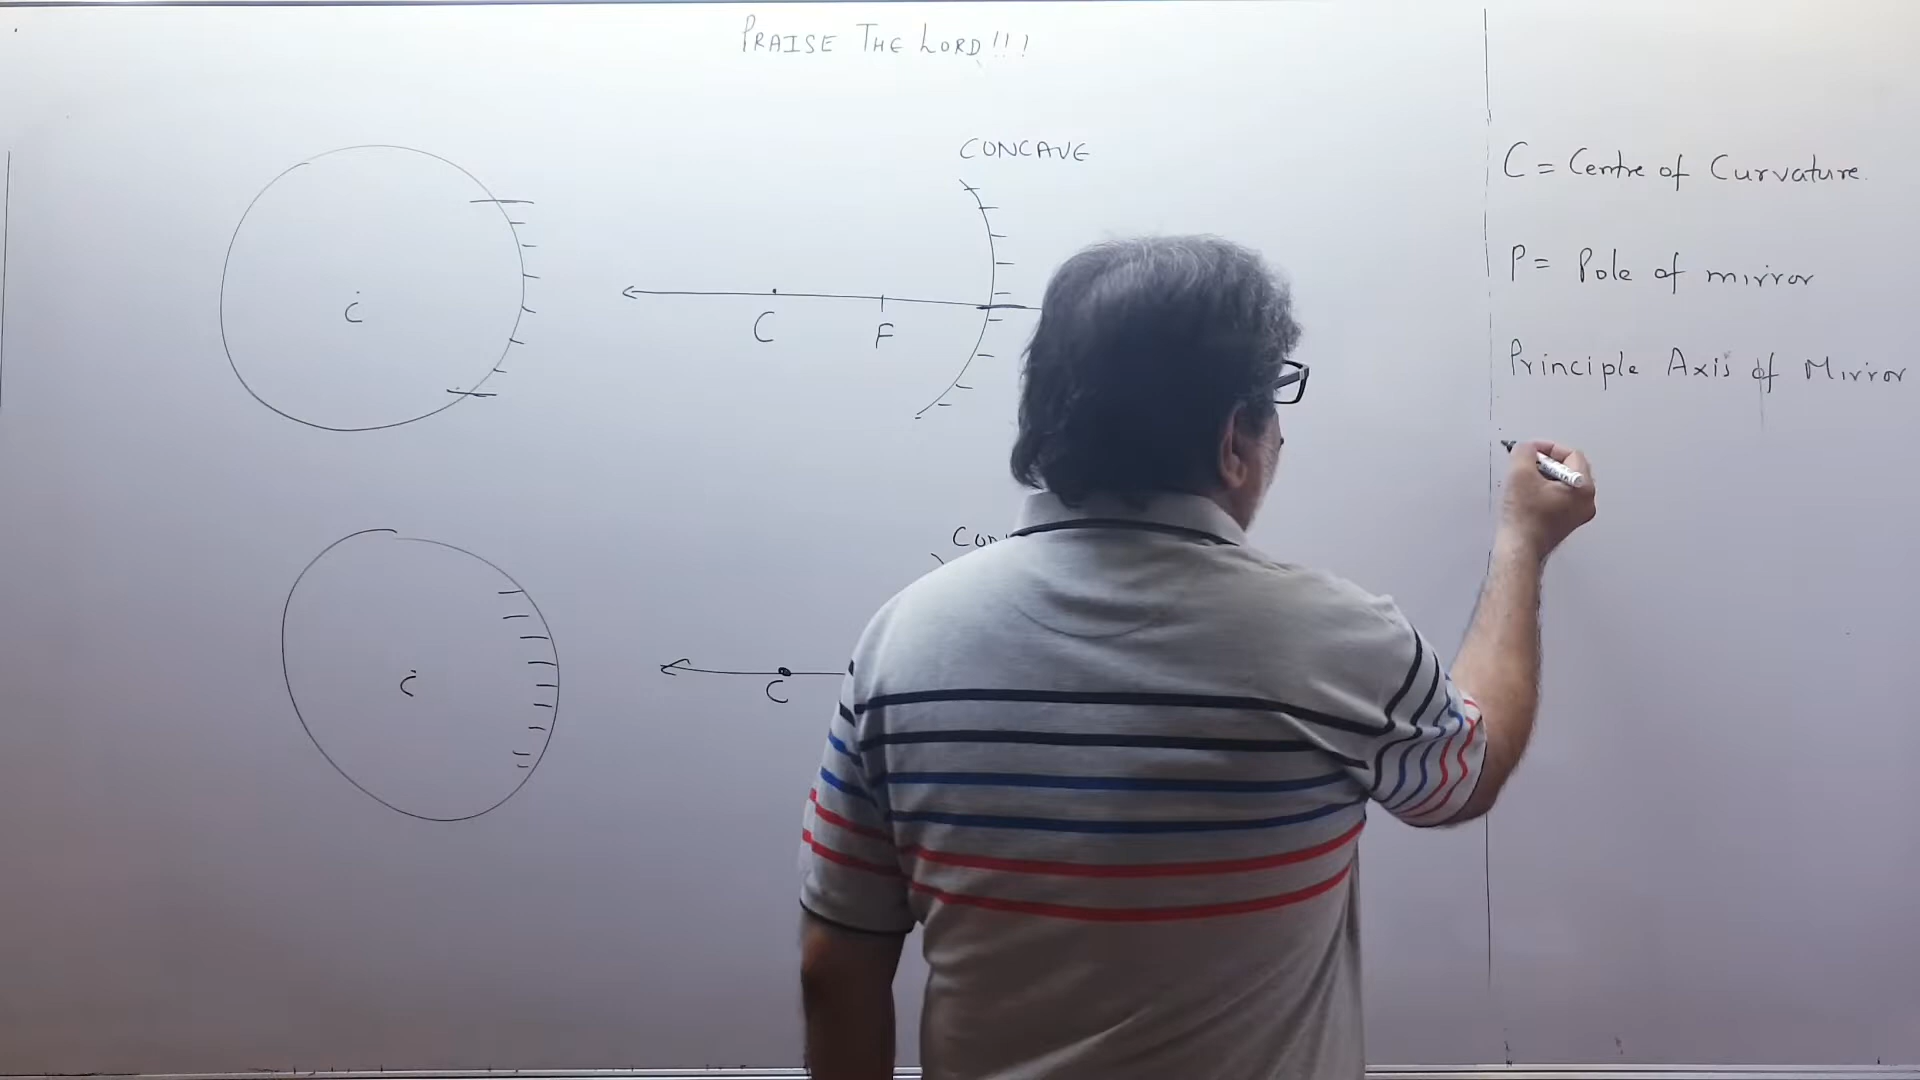 PRAISE THE LORD!!!
CONCAVE
C
C F
C
C
C = Centre of Curvature.
P = Pole of mirror
Principle Axis of Mirror